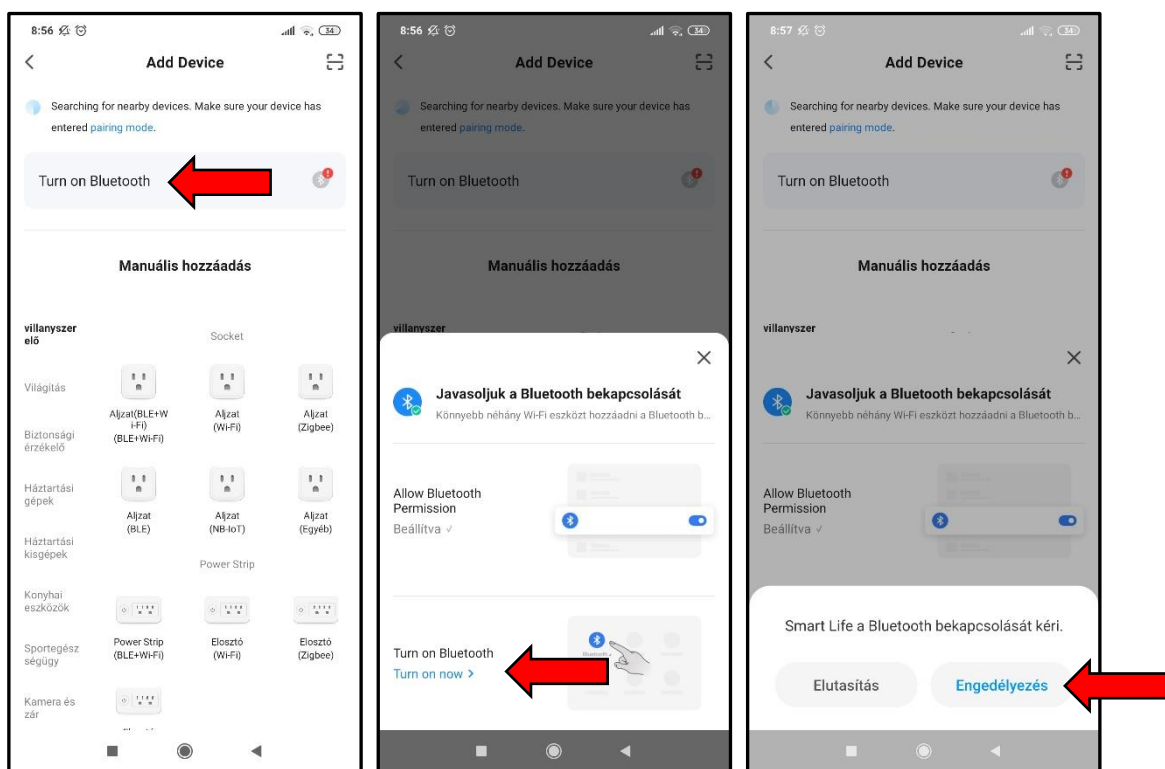 8:56
34
Add Device
Searching for nearby devices. Make sure your device has
entered pairing mode.
Turn on Bluetooth
Manuális hozzáadás
villanyszer
elő
Világítás
Biztonsági
érzékelő
Háztartási
gépek
Háztartási
kisgépek
Konyhai
eszközök
Sportegész
ségügy
Kamera és
zár
Socket
Aljzat(BLE+W
i-Fi)
(BLE+Wi-Fi)
Aljzat
(Wi-Fi)
Aljzat
(Zigbee)
Aljzat
(BLE)
Aljzat
(NB-IoT)
Aljzat
(Egyéb)
Power Strip
Power Strip
(BLE+Wi-Fi)
Elosztó
(Wi-Fi)
Elosztó
(Zigbee)
8:56
34
Add Device
Searching for nearby devices. Make sure your device has
entered pairing mode.
Turn on Bluetooth
Manuális hozzáadás
villanyszer
Javasoljuk a Bluetooth bekapcsolását
Könnyebb néhány Wi-Fi eszközt hozzáadni a Bluetooth b...
Allow Bluetooth
Permission
Beállítva √
Turn on Bluetooth
Turn on now >
Bluetooth
8:57
34
Add Device
Searching for nearby devices. Make sure your device has
entered pairing mode.
Turn on Bluetooth
Manuális hozzáadás
villanyszer
Javasoljuk a Bluetooth bekapcsolását
Könnyebb néhány Wi-Fi eszközt hozzáadni a Bluetooth b...
Allow Bluetooth
Permission
Beállítva √
Smart Life a Bluetooth bekapcsolását kéri.
Elutasítás
Engedélyezés